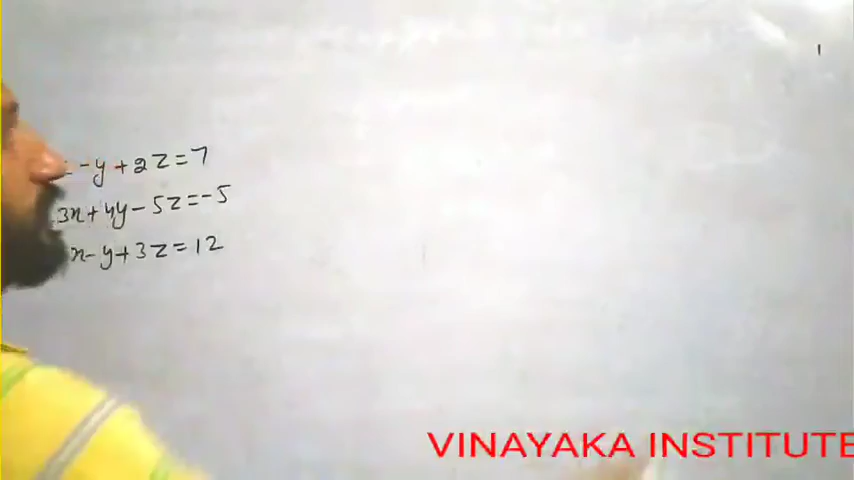 - y + 2z = 7
3x + 4y - 5z = -5
x - y + 3z = 12
VINAYAKA INSTITUTE